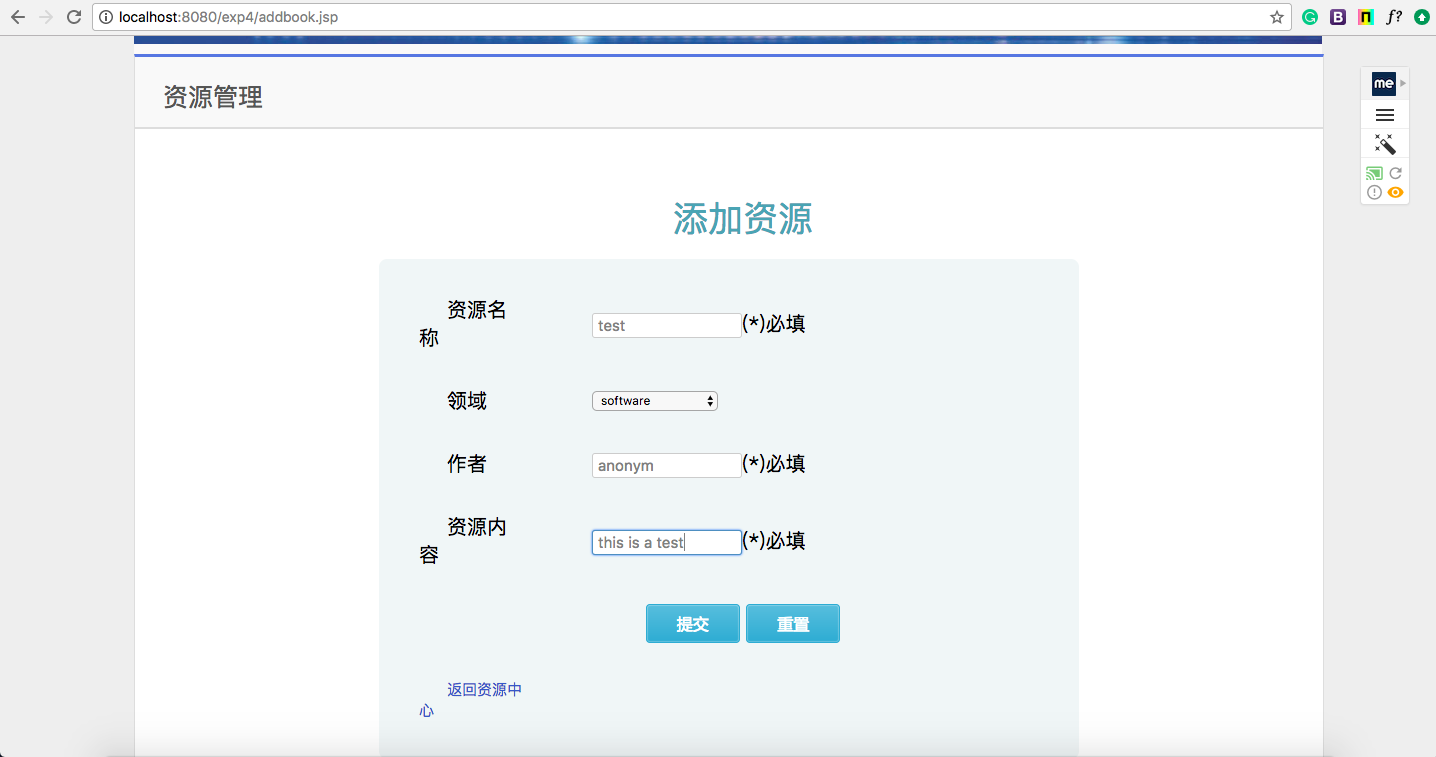 localhost:8080/exp4/addbook.jsp
B
f?
me
资源管理
添加资源
资源名
称
test
(*)必填
领域
software
作者
anonym
(*)必填
资源内
容
this is a test
(*)必填
提交
重置
返回资源中
心